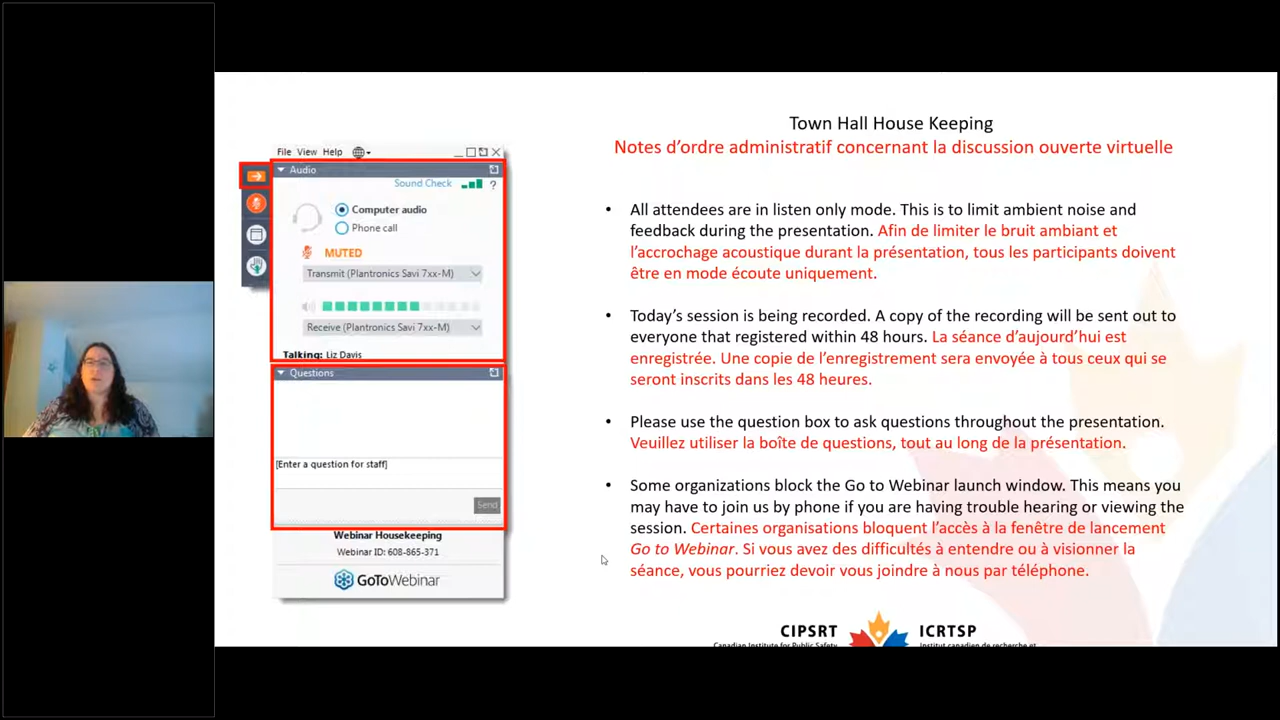 File View Help
Audio
Sound Check
?
Computer audio
Phone call
MUTED
Transmit (Plantronics Savi 7xx-M)
Receive (Plantronics Savi 7xx-M)
Talking: Liz Davis
Questions
[Enter a question for staff]
Send
Webinar Housekeeping
Webinar ID: 608-865-371
GoToWebinar
Town Hall House Keeping
Notes d’ordre administratif concernant la discussion ouverte virtuelle
• All attendees are in listen only mode. This is to limit ambient noise and
feedback during the presentation. Afin de limiter le bruit ambiant et
l’accrochage acoustique durant la présentation, tous les participants doivent
être en mode écoute uniquement.
• Today’s session is being recorded. A copy of the recording will be sent out to
everyone that registered within 48 hours. La séance d’aujourd’hui est
enregistrée. Une copie de l’enregistrement sera envoyée à tous ceux qui se
seront inscrits dans les 48 heures.
• Please use the question box to ask questions throughout the presentation.
Veuillez utiliser la boîte de questions, tout au long de la présentation.
• Some organizations block the Go to Webinar launch window. This means you
may have to join us by phone if you are having trouble hearing or viewing the
session. Certaines organisations bloquent l’accès à la fenêtre de lancement
Go to Webinar. Si vous avez des difficultés à entendre ou à visionner la
séance, vous pourriez devoir vous joindre à nous par téléphone.
CIPSRT ICRTSP
Canadian Institute for Public Safety Institut canadien de recherche et